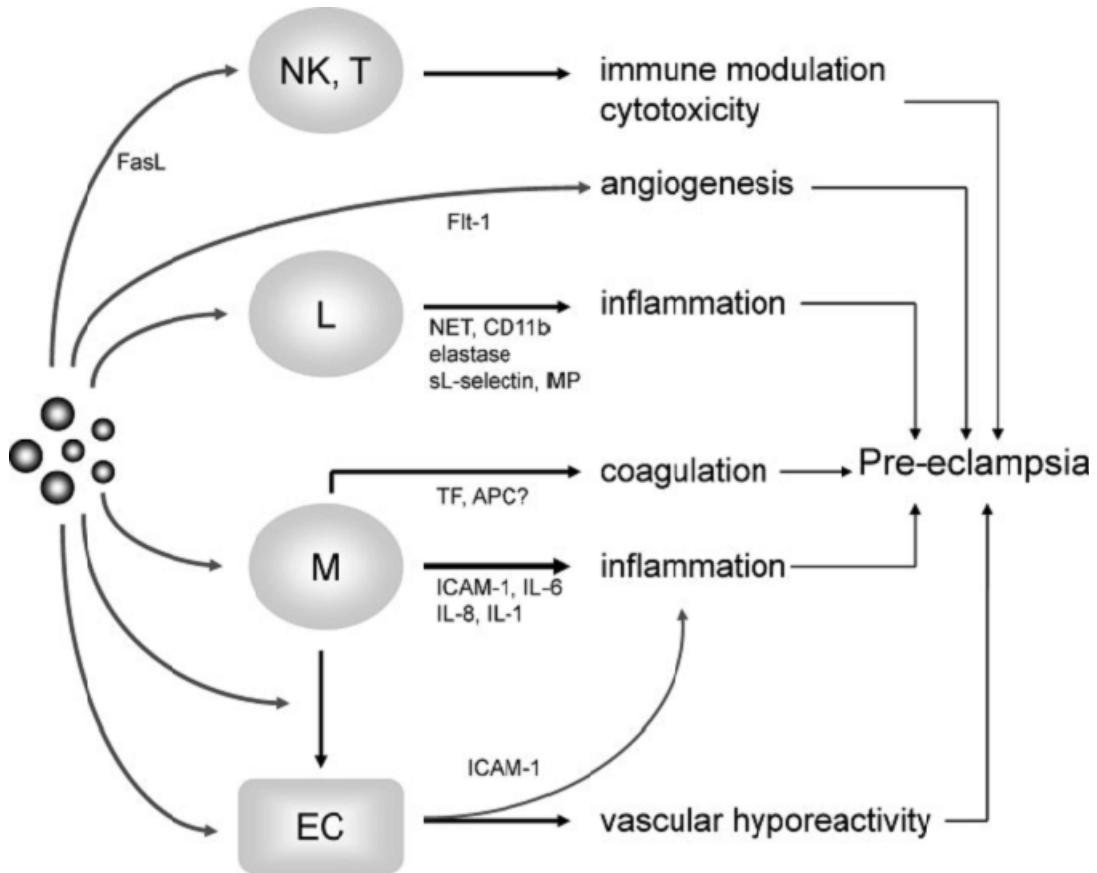 NK, T
immune modulation
cytotoxicity
FasL
angiogenesis
Flt-1
L
inflammation
NET, CD11b
elastase
sL-selectin, IMP
Pre-eclampsia
coagulation
TF, APC?
M
inflammation
ICAM-1, IL-6
IL-8, IL-1
ICAM-1
EC
vascular hyporeactivity